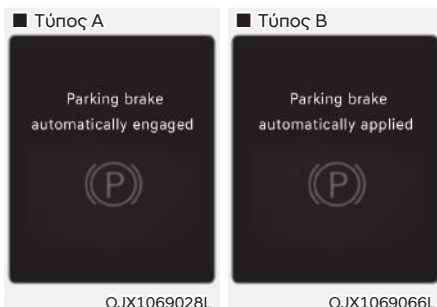 ■ Τύπος A
■ Τύπος B
Parking brake
automatically engaged
(P)
Parking brake
automatically applied
(P)
OJX1069028L
OJX1069066L